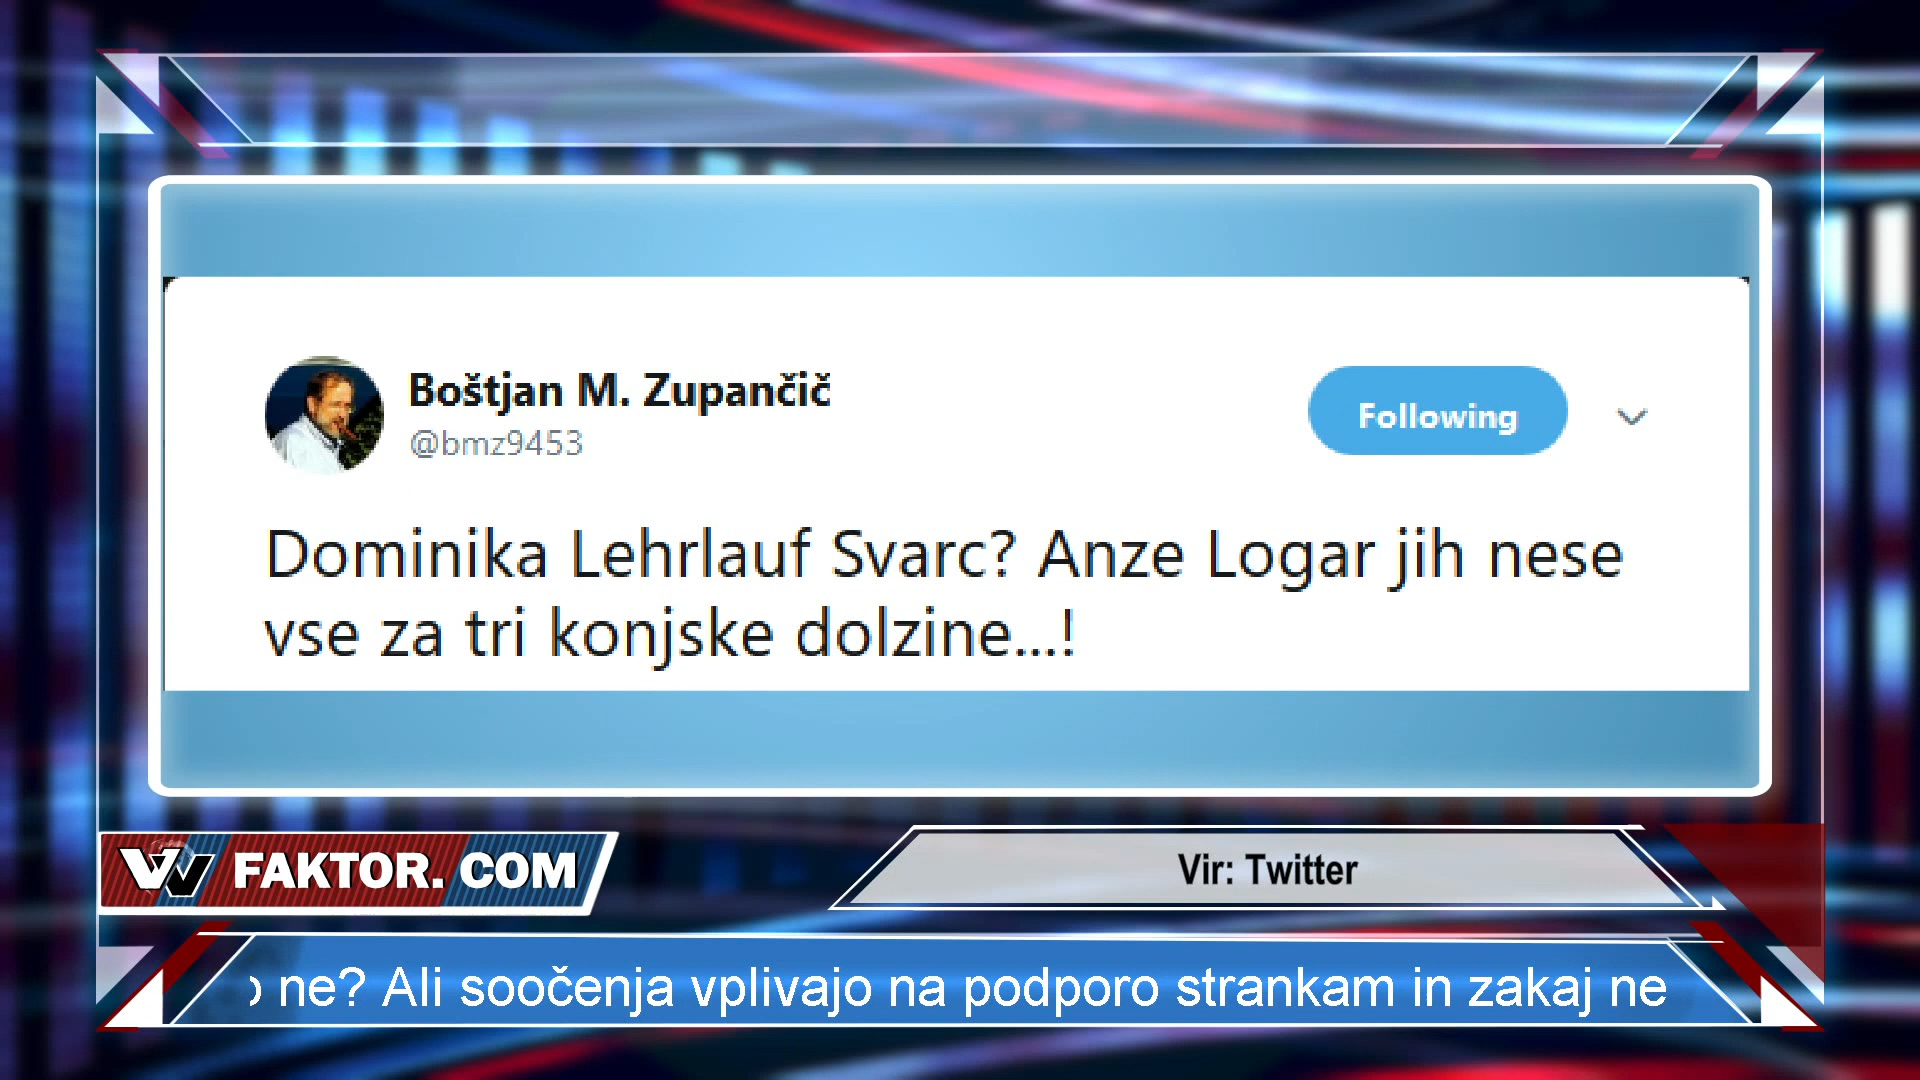 Boštjan M. Zupančič
@bmz9453
Following
Dominika Lehrlauf Svarc? Anze Logar jih nese
vse za tri konjske dolzine...!
FAKTOR. COM
Vir: Twitter
ne? Ali soočenja vplivajo na podporo strankam in zakaj ne